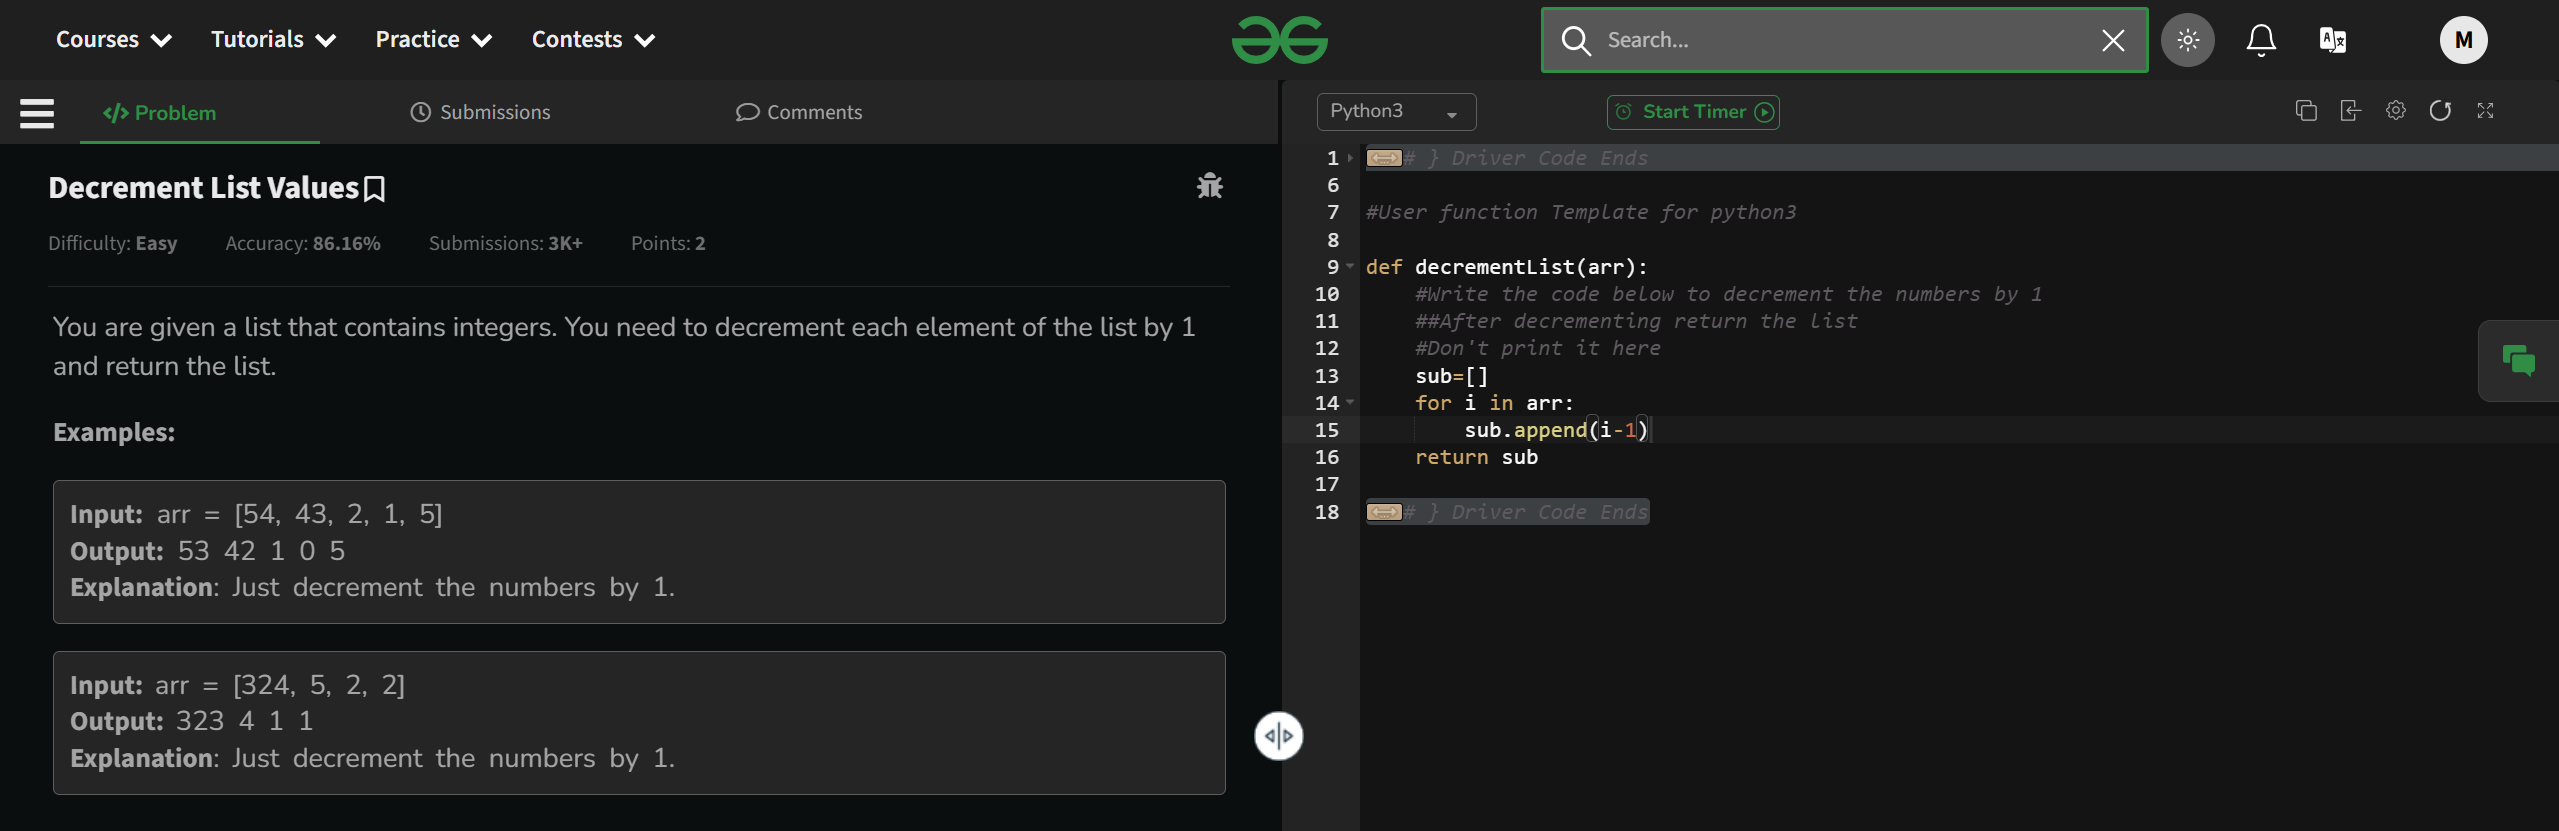 Courses Tutorials Practice Contests Search... M
Problem Submissions Comments
Python3 Start Timer
Decrement List Values
Difficulty: Easy Accuracy: 86.16% Submissions: 3K+ Points: 2
You are given a list that contains integers. You need to decrement each element of the list by 1
and return the list.
Examples:
Input: arr = [54, 43, 2, 1, 5]
Output: 53 42 1 0 5
Explanation: Just decrement the numbers by 1.
Input: arr = [324, 5, 2, 2]
Output: 323 4 1 1
Explanation: Just decrement the numbers by 1.
1 # } Driver Code Ends
6
7 #User function Template for python3
8
9 def decrementList(arr):
10     #Write the code below to decrement the numbers by 1
11     ##After decrementing return the list
12     #Don't print it here
13     sub=[]
14     for i in arr:
15         sub.append(i-1)
16     return sub
17
18 # } Driver Code Ends